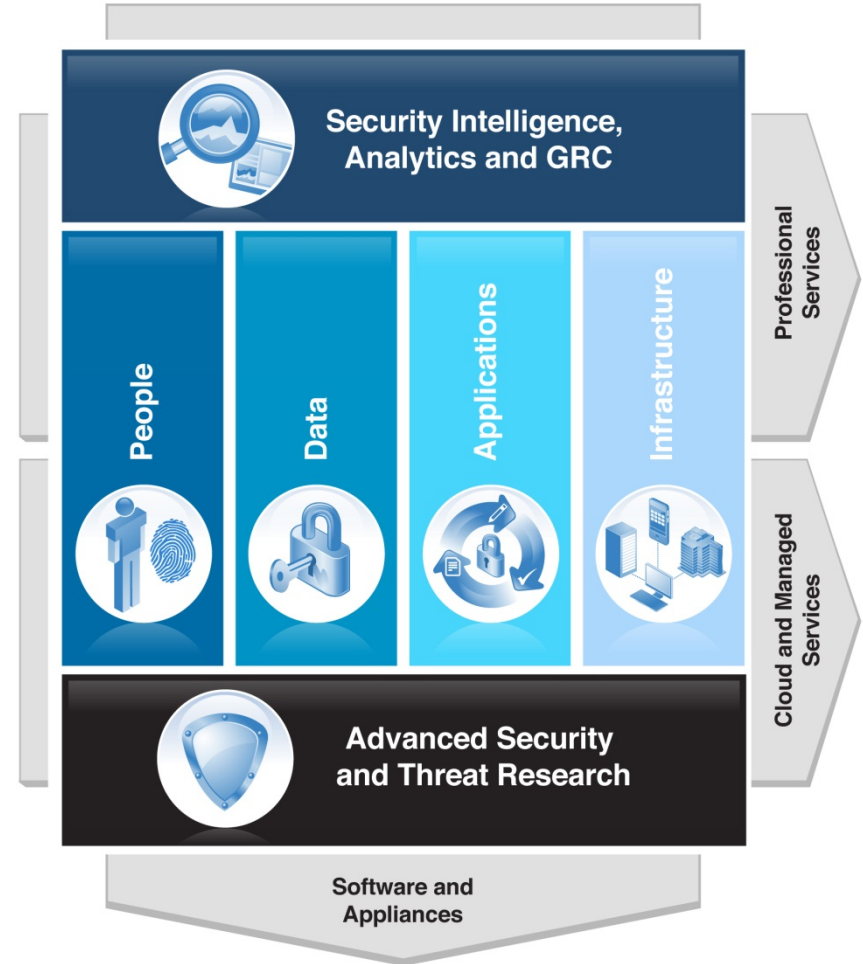 Security Intelligence,
Analytics and GRC
People
Data
Applications
Infrastructure
Professional
Services
Cloud and Managed
Services
Advanced Security
and Threat Research
Software and
Appliances